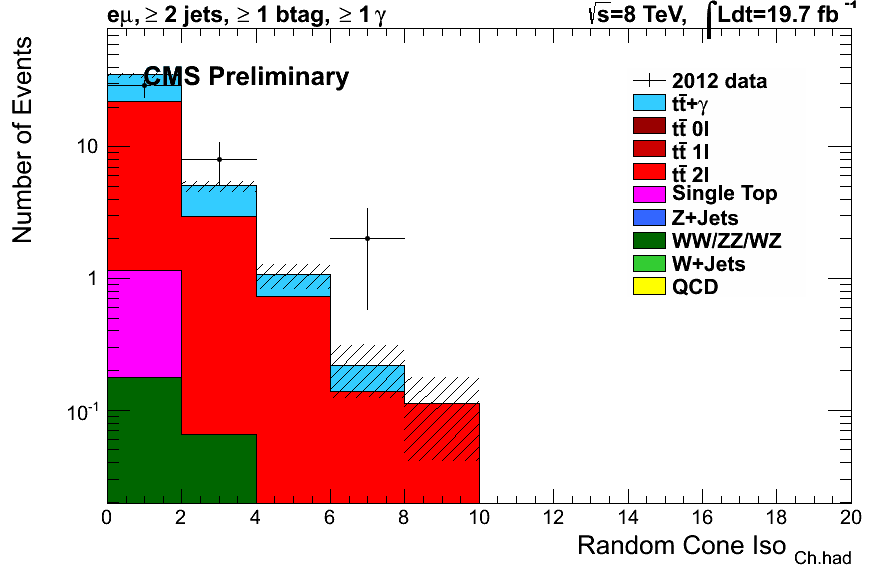 eμ, ≥ 2 jets, ≥ 1 btag, ≥ 1 γ
√s=8 TeV, ∫Ldt=19.7 fb⁻¹
CMS Preliminary
Number of Events
10
1
10⁻¹
2012 data
tt̄+γ
tt̄ 0l
tt̄ 1l
tt̄ 2l
Single Top
Z+Jets
WW/ZZ/WZ
W+Jets
QCD
0 2 4 6 8 10 12 14 16 18 20
Random Cone Iso Ch.had